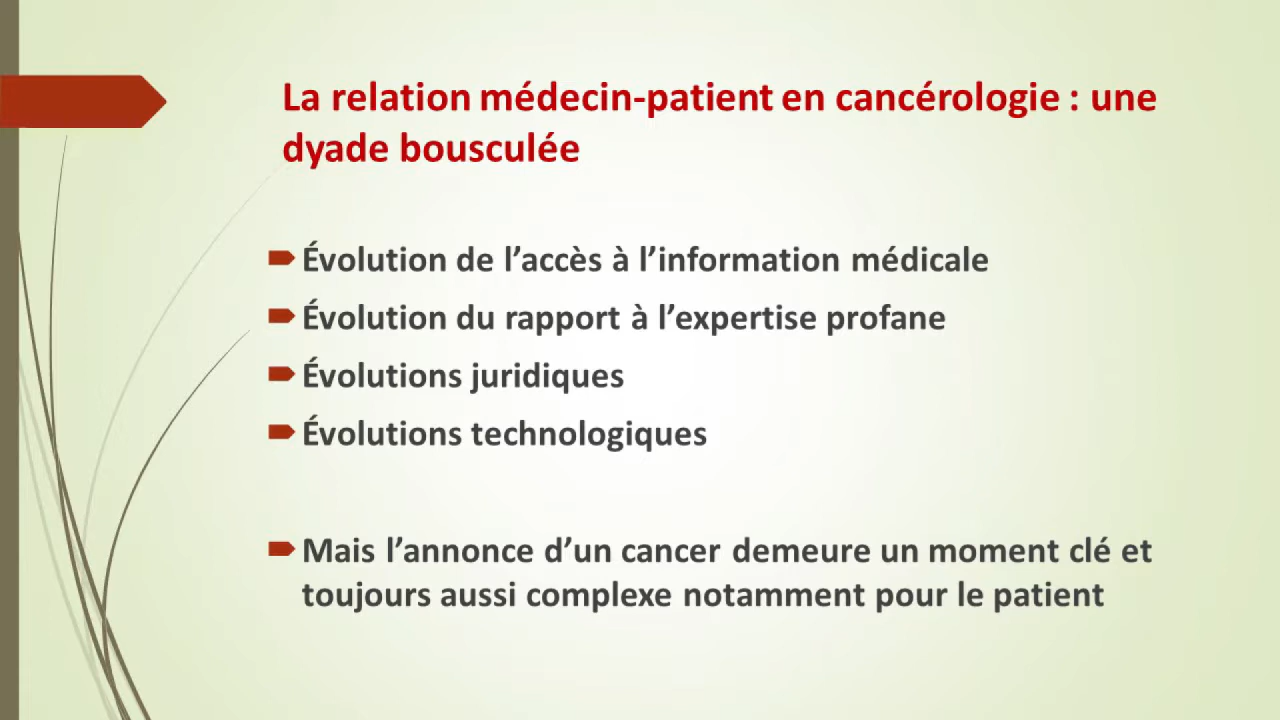 La relation médecin-patient en cancérologie : une
dyade bousculée
Évolution de l’accès à l’information médicale
Évolution du rapport à l’expertise profane
Évolutions juridiques
Évolutions technologiques
Mais l’annonce d’un cancer demeure un moment clé et
toujours aussi complexe notamment pour le patient